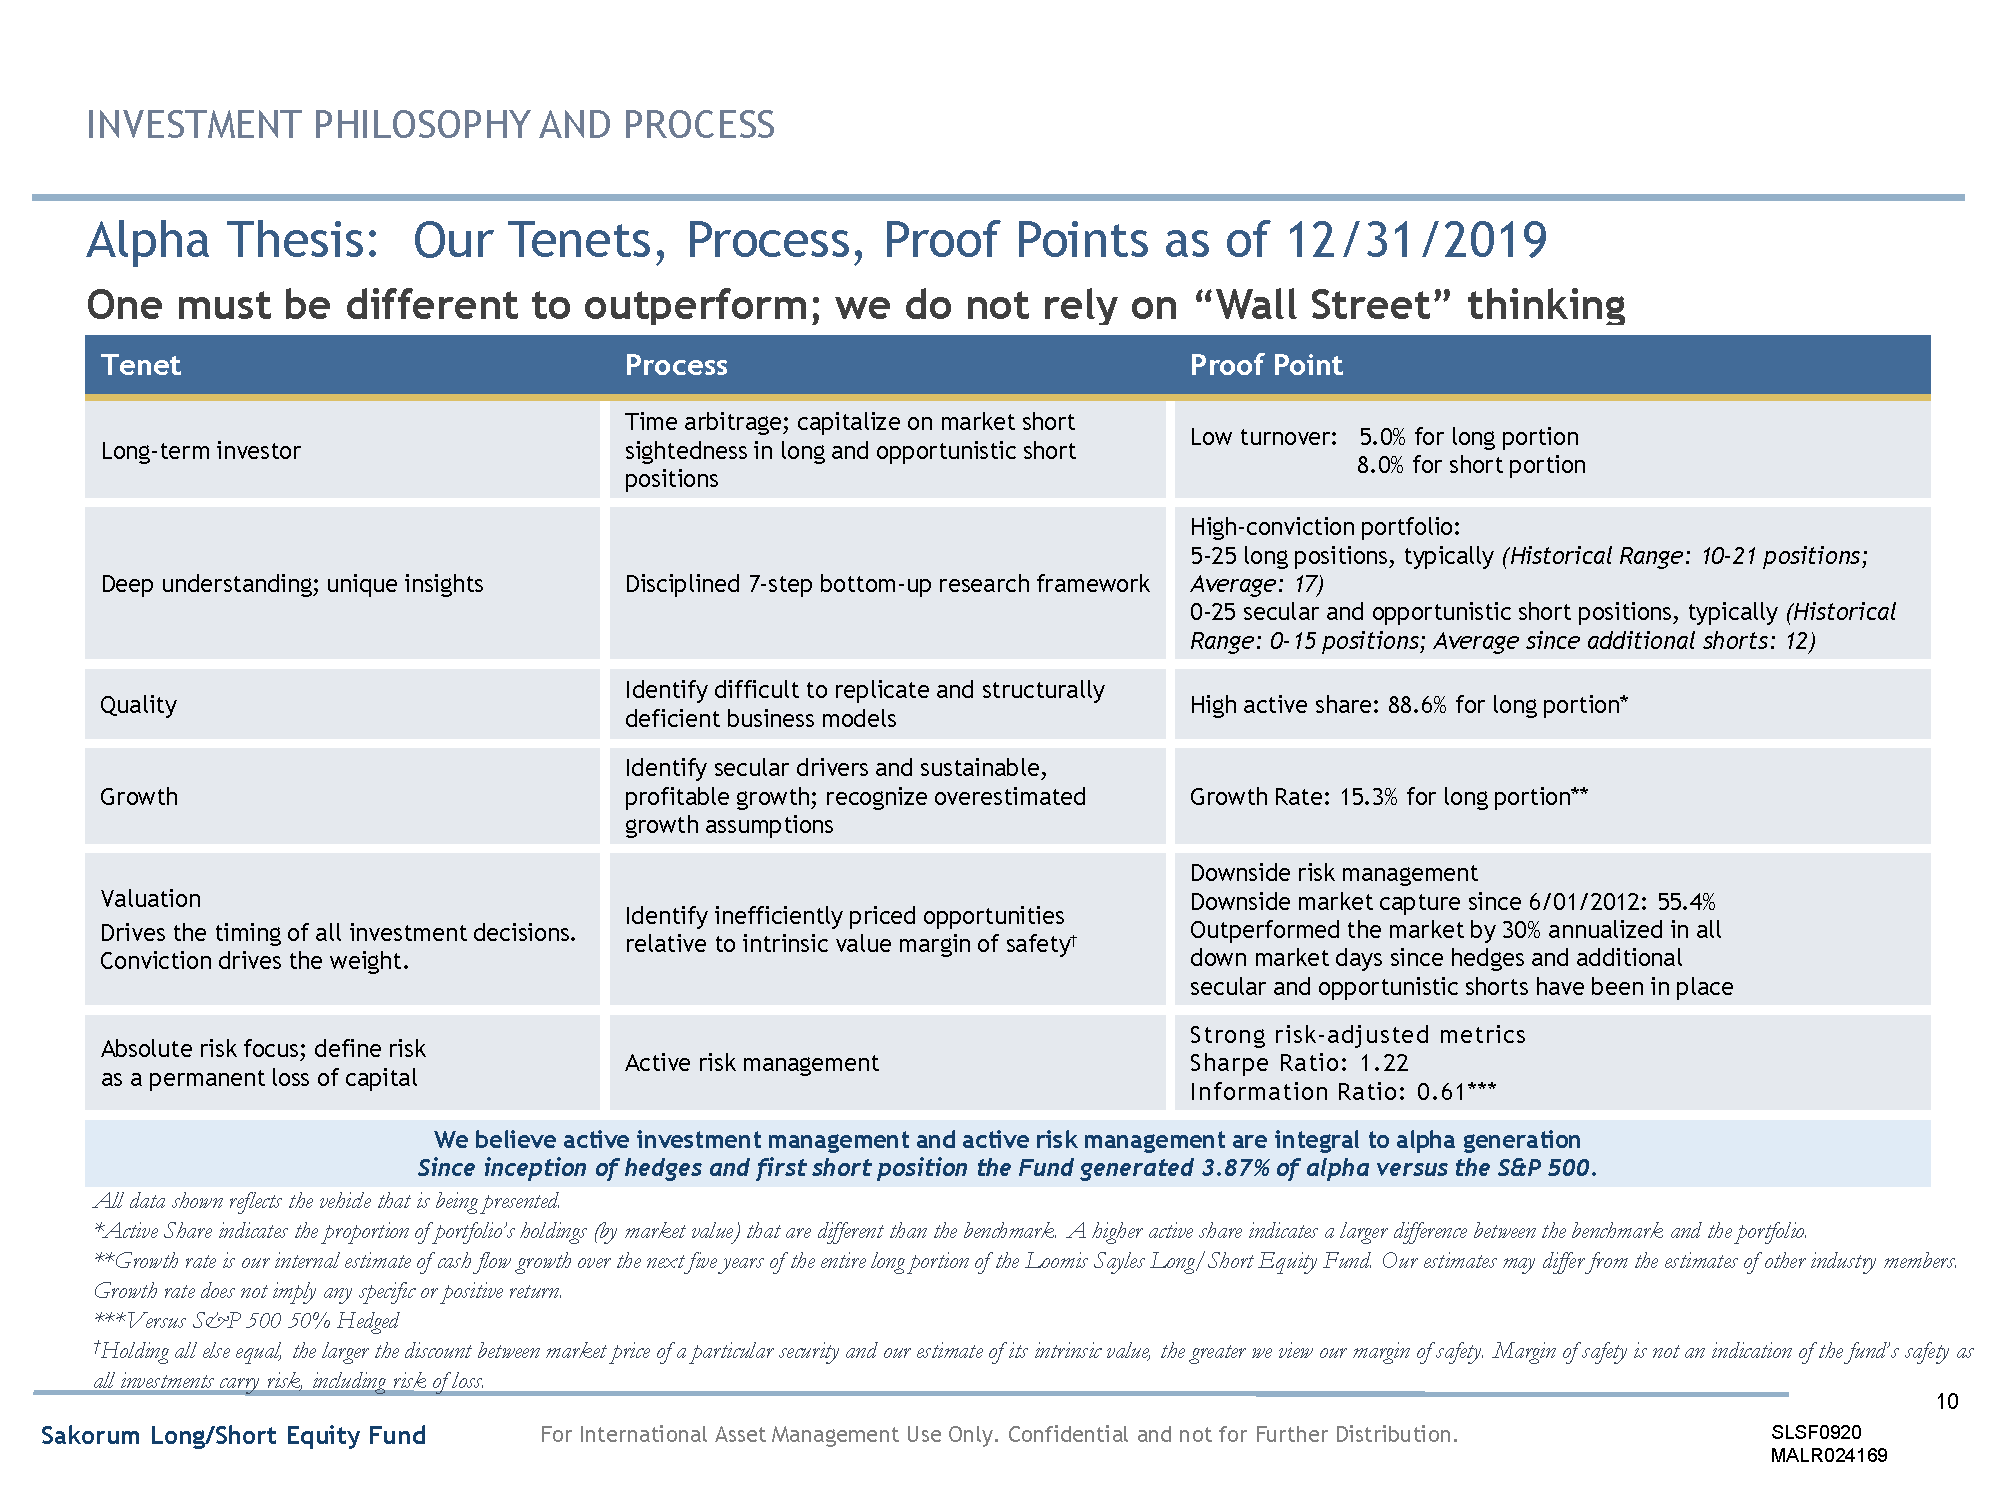 INVESTMENT PHILOSOPHY AND PROCESS
Alpha Thesis: Our Tenets, Process, Proof Points as of 12/31/2019
One must be different to outperform; we do not rely on “Wall Street” thinking
Tenet
Process
Proof Point
Long-term investor
Time arbitrage; capitalize on market short
sightedness in long and opportunistic short
positions
Low turnover: 5.0% for long portion
8.0% for short portion
Deep understanding; unique insights
Disciplined 7-step bottom-up research framework
High-conviction portfolio:
5-25 long positions, typically (Historical Range: 10-21 positions;
Average: 17)
0-25 secular and opportunistic short positions, typically (Historical
Range: 0-15 positions; Average since additional shorts: 12)
Quality
Identify difficult to replicate and structurally
deficient business models
High active share: 88.6% for long portion*
Growth
Identify secular drivers and sustainable,
profitable growth; recognize overestimated
growth assumptions
Growth Rate: 15.3% for long portion**
Valuation
Drives the timing of all investment decisions.
Conviction drives the weight.
Identify inefficiently priced opportunities
relative to intrinsic value margin of safety†
Downside risk management
Downside market capture since 6/01/2012: 55.4%
Outperformed the market by 30% annualized in all
down market days since hedges and additional
secular and opportunistic shorts have been in place
Absolute risk focus; define risk
as a permanent loss of capital
Active risk management
Strong risk-adjusted metrics
Sharpe Ratio: 1.22
Information Ratio: 0.61***
We believe active investment management and active risk management are integral to alpha generation
Since inception of hedges and first short position the Fund generated 3.87% of alpha versus the S&P 500.
All data shown reflects the vehicle that is being presented.
*Active Share indicates the proportion of portfolio’s holdings (by market value) that are different than the benchmark. A higher active share indicates a larger difference between the benchmark and the portfolio.
**Growth rate is our internal estimate of cash flow growth over the next five years of the entire long portion of the Loomis Sayles Long/Short Equity Fund. Our estimates may differ from the estimates of other industry members.
Growth rate does not imply any specific or positive return.
***Versus S&P 500 50% Hedged
†Holding all else equal, the larger the discount between market price of a particular security and our estimate of its intrinsic value, the greater we view our margin of safety. Margin of safety is not an indication of the fund’s safety as
all investments carry risk, including risk of loss.
10
Sakorum Long/Short Equity Fund
For International Asset Management Use Only. Confidential and not for Further Distribution.
SLSF0920
MALR024169